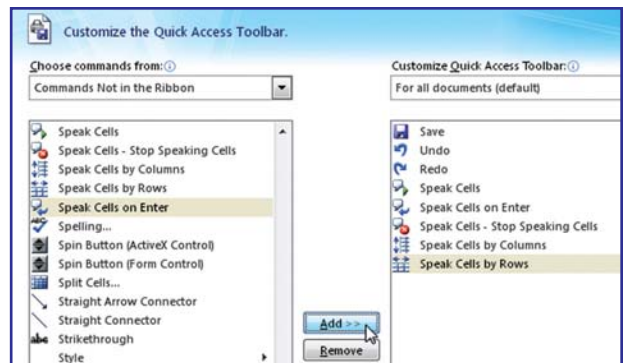 Customize the Quick Access Toolbar.
Choose commands from:
Commands Not in the Ribbon
Speak Cells
Speak Cells - Stop Speaking Cells
Speak Cells by Columns
Speak Cells by Rows
Speak Cells on Enter
Spelling...
Spin Button (ActiveX Control)
Spin Button (Form Control)
Split Cells...
Straight Arrow Connector
Straight Connector
abc Strikethrough
Style
Add >>
Remove
Customize Quick Access Toolbar:
For all documents (default)
Save
Undo
Redo
Speak Cells
Speak Cells on Enter
Speak Cells - Stop Speaking Cells
Speak Cells by Columns
Speak Cells by Rows